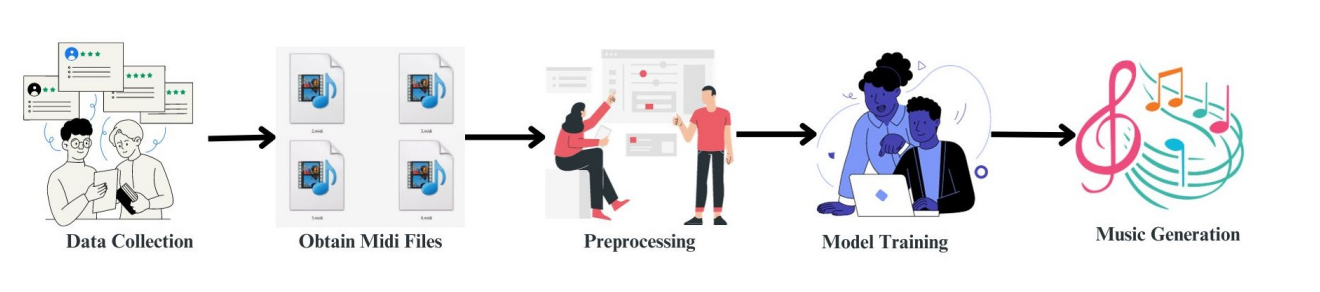 Data Collection
Obtain Midi Files
Preprocessing
Model Training
Music Generation